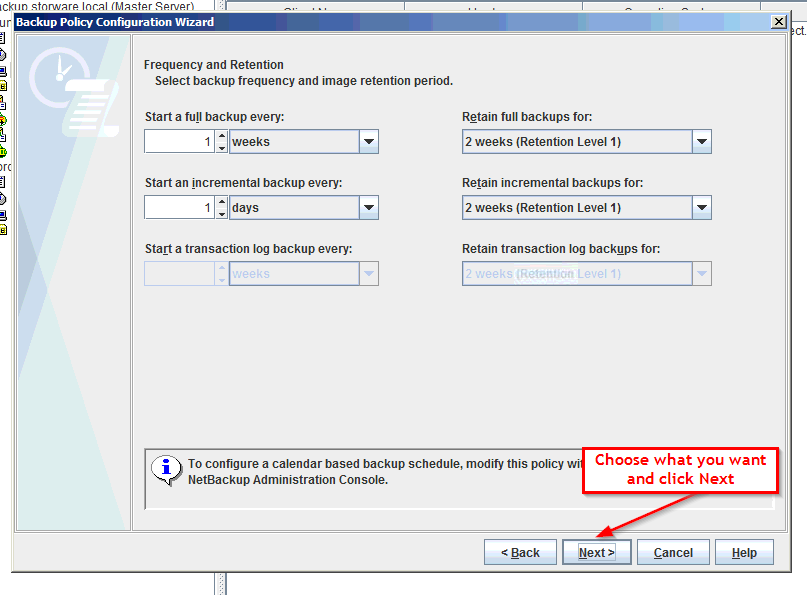 ackup storware local (Master Server)
Backup Policy Configuration Wizard
ect.
Frequency and Retention
Select backup frequency and image retention period.
Start a full backup every:
Retain full backups for:
1 weeks
2 weeks (Retention Level 1)
Start an incremental backup every:
Retain incremental backups for:
1 days
2 weeks (Retention Level 1)
Start a transaction log backup every:
Retain transaction log backups for:
weeks
2 weeks (Retention Level 1)
To configure a calendar based backup schedule, modify this policy wit
NetBackup Administration Console.
Choose what you want
and click Next
< Back
Next >
Cancel
Help